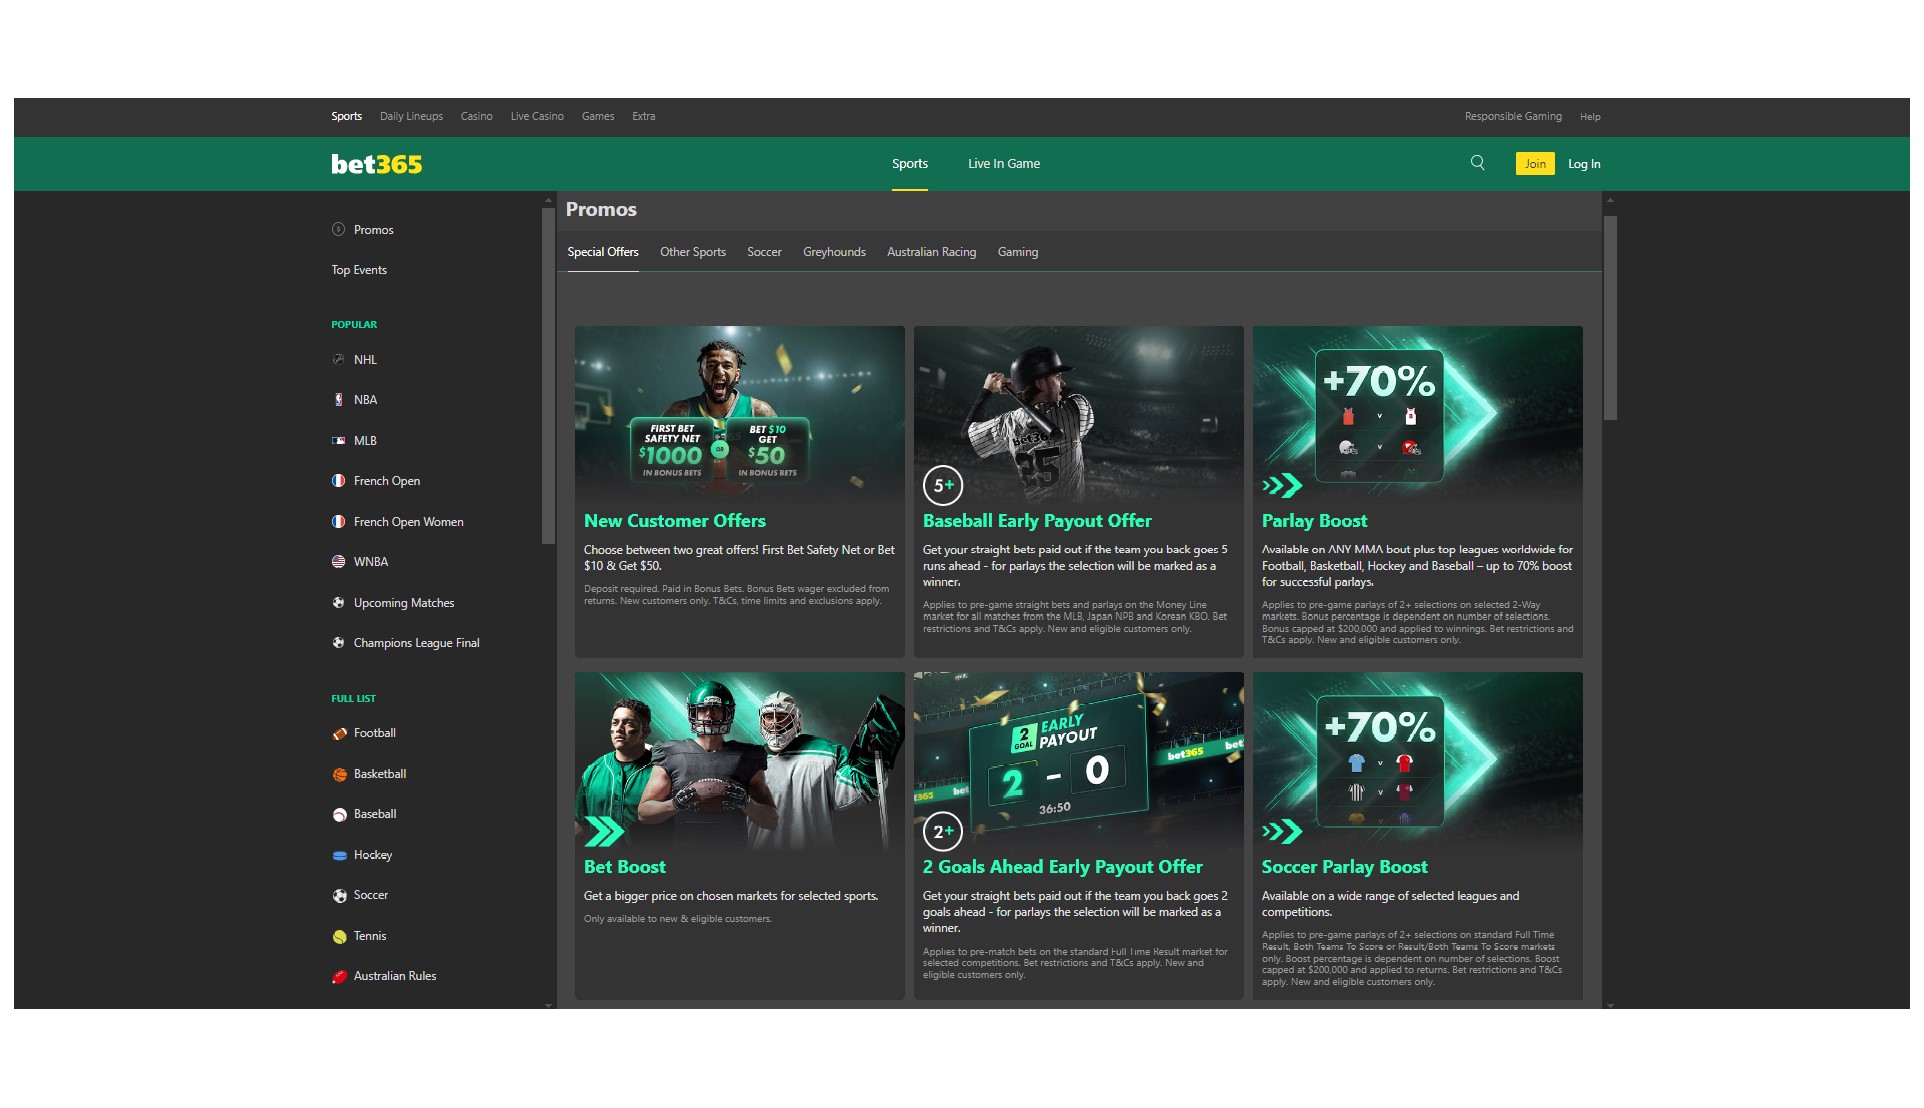 Sports Daily Lineups Casino Live Casino Games Extra Responsible Gaming Help
bet365 Sports Live In Game Join Log In
Promos
Top Events
POPULAR
NHL
NBA
MLB
French Open
French Open Women
WNBA
Upcoming Matches
Champions League Final
FULL LIST
Football
Basketball
Baseball
Hockey
Soccer
Tennis
Australian Rules
Promos
Special Offers Other Sports Soccer Greyhounds Australian Racing Gaming
FIRST BET
SAFETY NET
$1000
IN BONUS BETS
OR
BET $10
GET
$50
IN BONUS BETS
New Customer Offers
Choose between two great offers! First Bet Safety Net or Bet
$10 & Get $50.
Deposit required. Paid in Bonus Bets. Bonus Bets wager excluded from
returns. New customers only. T&Cs, time limits and exclusions apply.
bet365
25
5+
Baseball Early Payout Offer
Get your straight bets paid out if the team you back goes 5
runs ahead - for parlays the selection will be marked as a
winner.
Applies to pre-game straight bets and parlays on the Money Line
market for all matches from the MLB, Japan NPB and Korean KBO. Bet
restrictions and T&Cs apply. New and eligible customers only.
+70%
v
v
Parlay Boost
Available on ANY MMA bout plus top leagues worldwide for
Football, Basketball, Hockey and Baseball – up to 70% boost
for successful parlays.
Applies to pre-game parlays of 2+ selections on selected 2-Way
markets. Bonus percentage is dependent on number of selections.
Bonus capped at $200,000 and applied to winnings. Bet restrictions and
T&Cs apply. New and eligible customers only.
Bet Boost
Get a bigger price on chosen markets for selected sports.
Only available to new & eligible customers.
2 GOAL EARLY
PAYOUT
2 – 0
36:50
bet365 bet
365 bet
2+
2 Goals Ahead Early Payout Offer
Get your straight bets paid out if the team you back goes 2
goals ahead - for parlays the selection will be marked as a
winner.
Applies to pre-match bets on the standard Full Time Result market for
selected competitions. Bet restrictions and T&Cs apply. New and
eligible customers only.
+70%
v
v
v
Soccer Parlay Boost
Available on a wide range of selected leagues and
competitions.
Applies to pre-game parlays of 2+ selections on standard Full Time
Result, Both Teams To Score or Result/Both Teams To Score markets
only. Boost percentage is dependent on number of selections. Boost
capped at $200,000 and applied to returns. Bet restrictions and T&Cs
apply. New and eligible customers only.